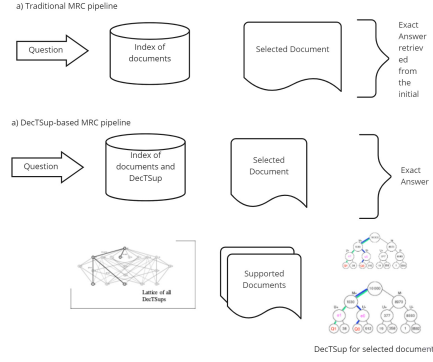 a) Traditional MRC pipeline
Question
Index of
documents
Selected Document
Exact
Answer
retriev
ed
from
the
initial
a) DecTSup-based MRC pipeline
Question
Index of
documents and
DecTSup
Selected
Document
Exact
Answer
Lattice of all
DecTSups
Supported
Documents
DecTSup for selected document